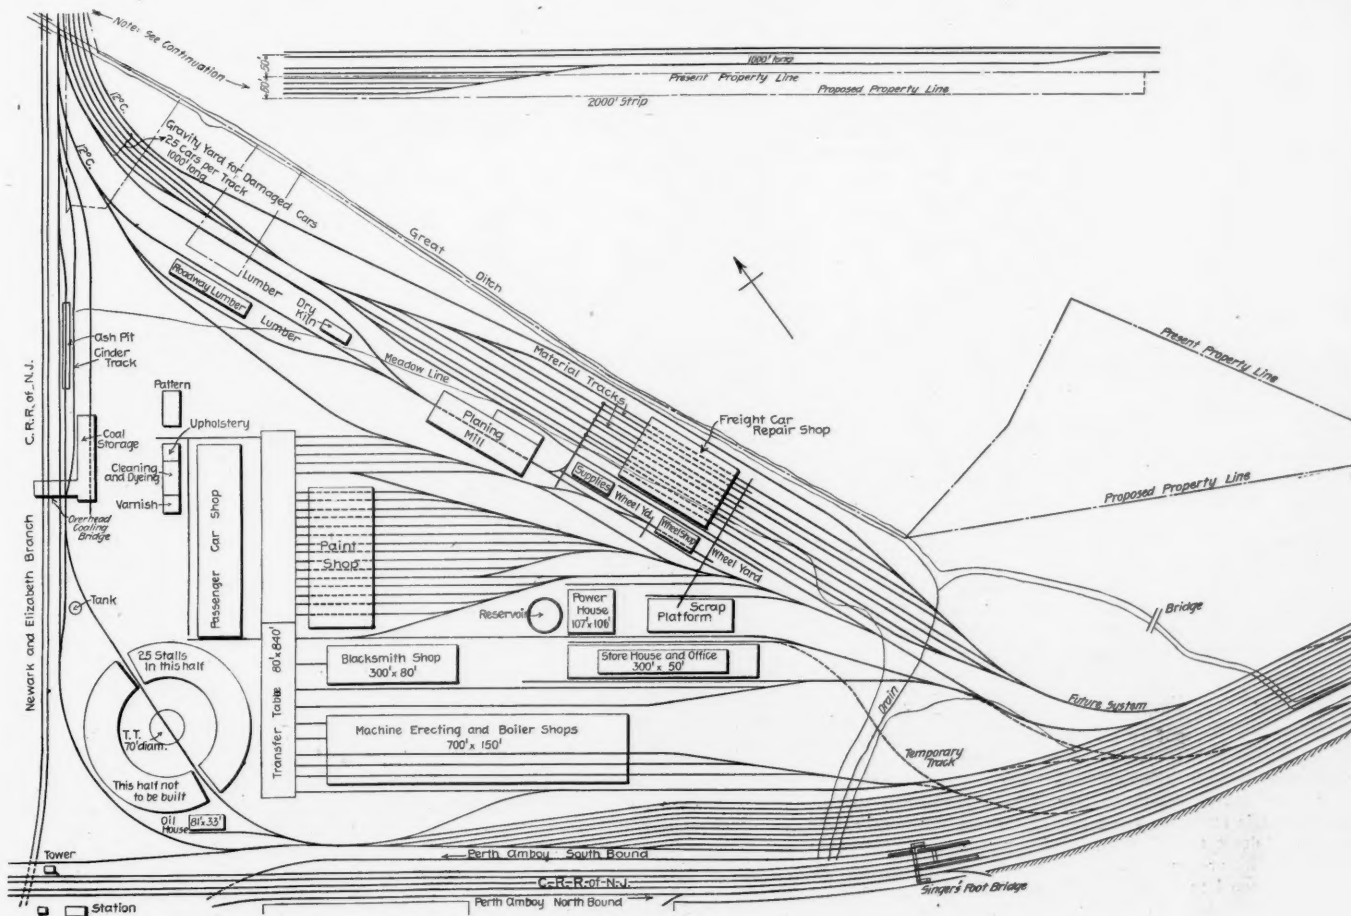 Note: See Continuation
50'
60'
1000' long
Present Property Line
Proposed Property Line
2000' Strip
12° C.
12° C.
Gravity Yard for Damaged Cars
25 Cars per Track
1000' long
Great Ditch
Roadway Lumber
Lumber
Dry
Kiln
Lumber
Meadow Line
Material Tracks
Ash Pit
Cinder
Track
Pattern
Upholstery
Coal
Storage
Cleaning
and Dyeing
Varnish
Overhead
Coaling
Bridge
C.R.R. of N.J.
Newark and Elizabeth Branch
Passenger Car Shop
Paint
Shop
Planing
Mill
Supplies
Wheel Yd.
Wheel Shop
Wheel Yard
Freight Car
Repair Shop
Present Property Line
Proposed Property Line
Tank
Reservoir
Power
House
107' x 106'
Scrap
Platform
Bridge
25 Stalls
In this half
T.T.
70' diam.
This half not
to be built
Oil
House
81' x 33'
Transfer Table 80' x 840'
Blacksmith Shop
300' x 80'
Store House and Office
300' x 50'
Machine Erecting and Boiler Shops
700' x 150'
Drain
Future System
Temporary
Track
Tower
Perth Amboy South Bound
C.-R.-R.-of-N.J.
Perth Amboy North Bound
Singer's Foot Bridge
Station